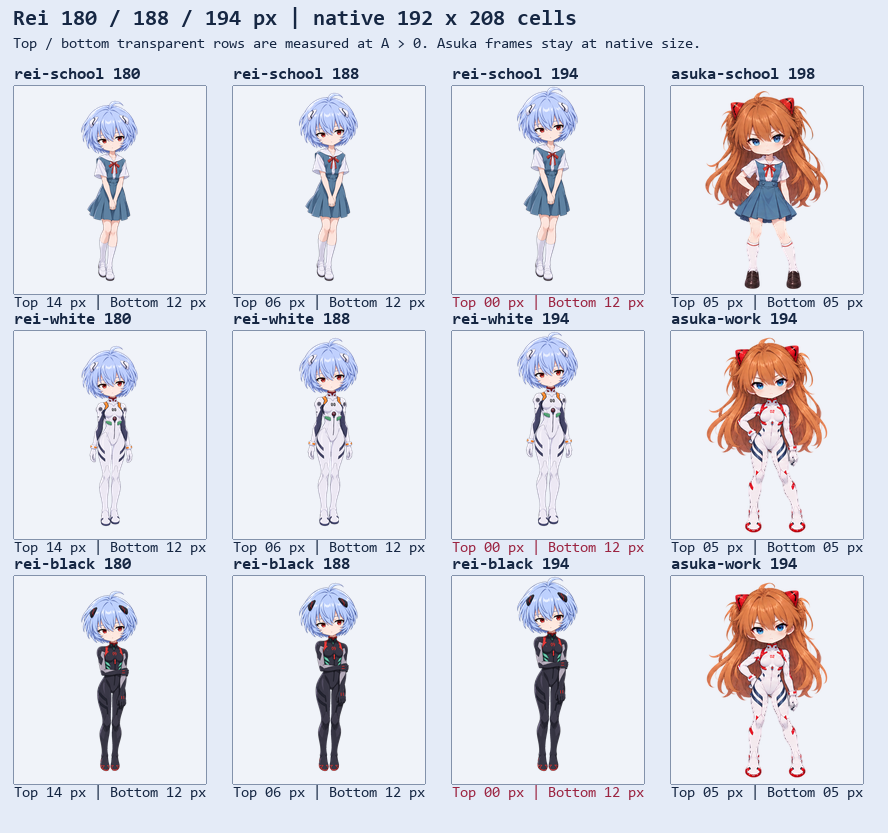 Rei 180 / 188 / 194 px | native 192 x 208 cells
Top / bottom transparent rows are measured at A > 0. Asuka frames stay at native size.
rei-school 180 rei-school 188 rei-school 194 asuka-school 198
Top 14 px | Bottom 12 px Top 06 px | Bottom 12 px Top 00 px | Bottom 12 px Top 05 px | Bottom 05 px
rei-white 180 rei-white 188 rei-white 194 asuka-work 194
Top 14 px | Bottom 12 px Top 06 px | Bottom 12 px Top 00 px | Bottom 12 px Top 05 px | Bottom 05 px
rei-black 180 rei-black 188 rei-black 194 asuka-work 194
Top 14 px | Bottom 12 px Top 06 px | Bottom 12 px Top 00 px | Bottom 12 px Top 05 px | Bottom 05 px